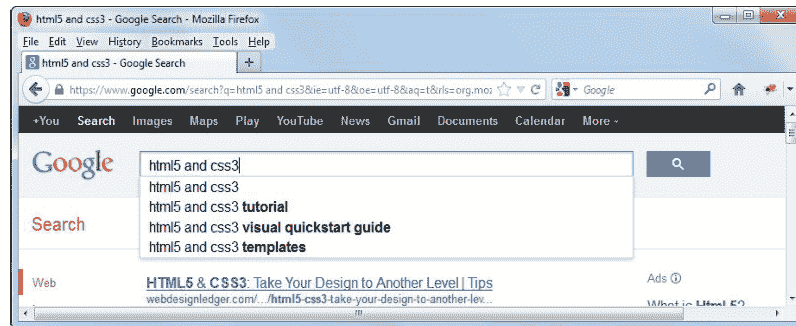 html5 and css3 - Google Search - Mozilla Firefox
File Edit View History Bookmarks Tools Help
html5 and css3 - Google Search
https://www.google.com/search?q=html5 and css3&ie=utf-8&oe=utf-8&aq=t&rls=org.moz Google
+You Search Images Maps Play YouTube News Gmail Documents Calendar More
Google html5 and css3
html5 and css3
html5 and css3 tutorial
Search html5 and css3 visual quickstart guide
html5 and css3 templates
Web HTML5 & CSS3: Take Your Design to Another Level | Tips Ads
webdesignledger.com/.../html5-css3-take-your-design-to-another-lev...
What is Html 5?